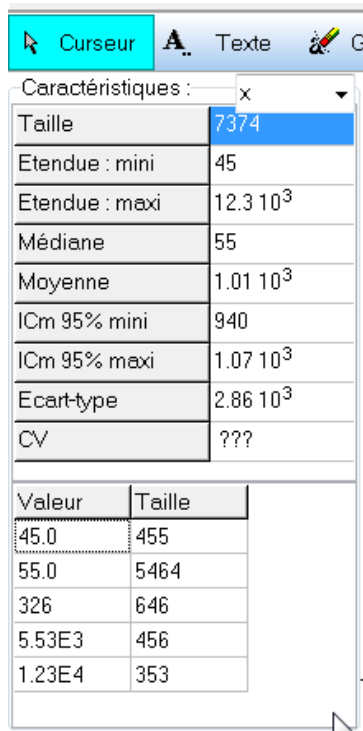 Curseur A.. Texte G
Caractéristiques : x
Taille 7374
Etendue : mini 45
Etendue : maxi 12.3 10³
Médiane 55
Moyenne 1.01 10³
ICm 95% mini 940
ICm 95% maxi 1.07 10³
Ecart-type 2.86 10³
CV ???
Valeur Taille
45.0 455
55.0 5464
326 646
5.53E3 456
1.23E4 353